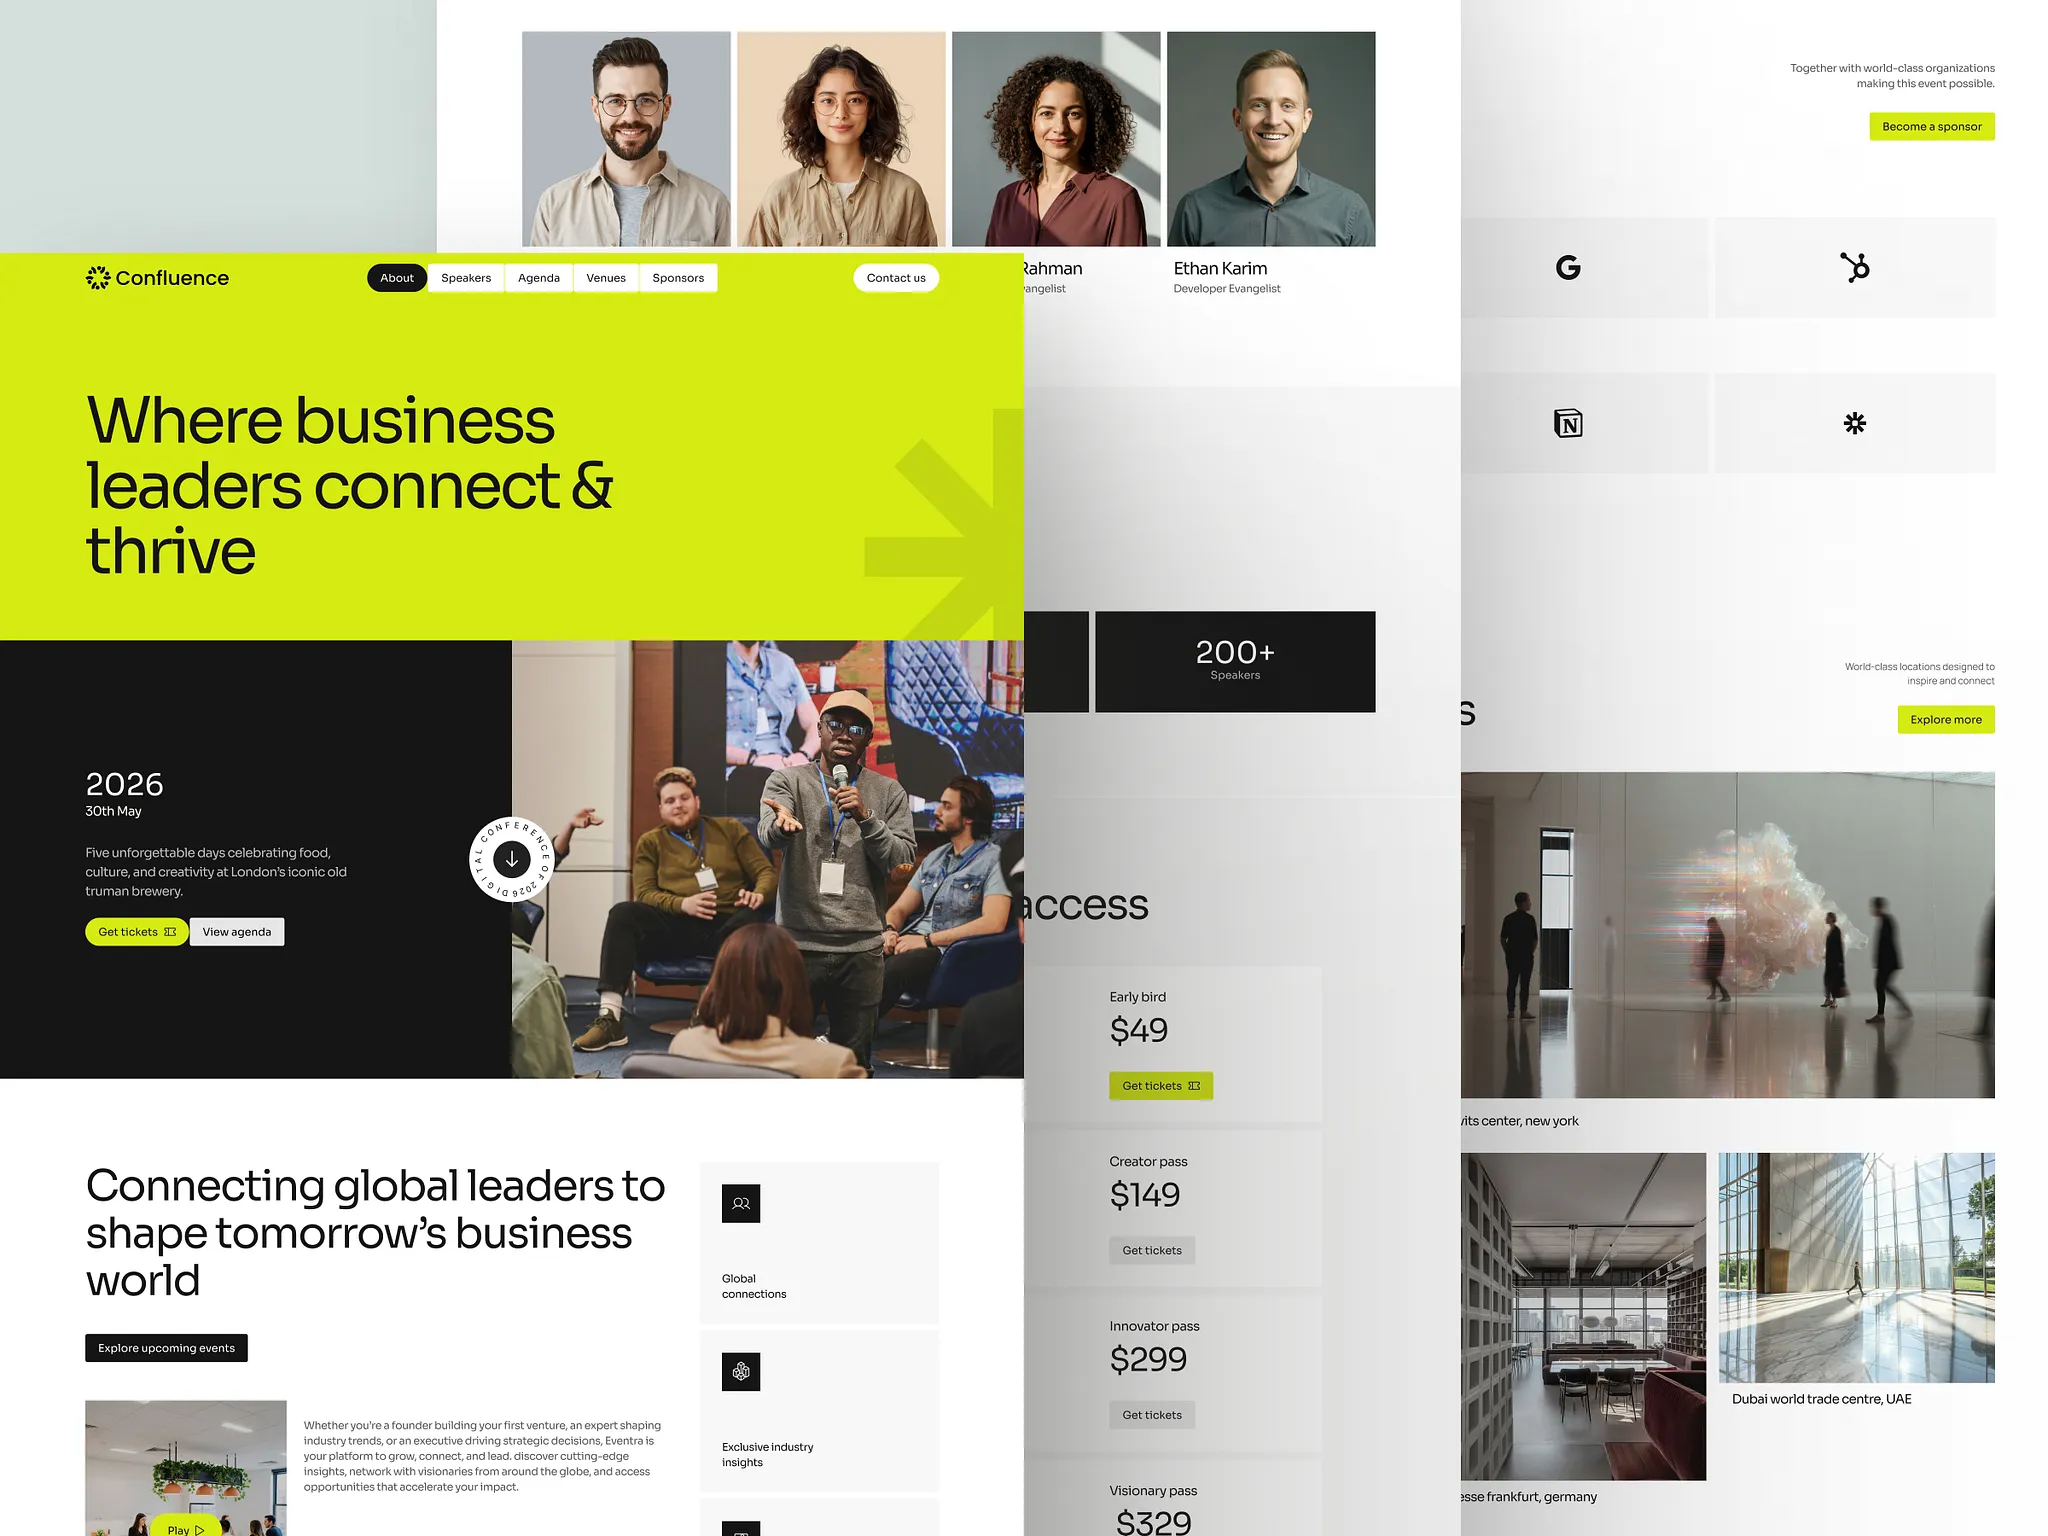 Confluence
About
Speakers
Agenda
Venues
Sponsors
Contact us
Where business
leaders connect &
thrive
2026
30th May
Five unforgettable days celebrating food,
culture, and creativity at London's iconic old
truman brewery.
Get tickets
View agenda
DIGITAL CONFERENCE OF 2026
Connecting global leaders to
shape tomorrow's business
world
Explore upcoming events
Whether you're a founder building your first venture, an expert shaping
industry trends, or an executive driving strategic decisions, Eventra is
your platform to grow, connect, and lead. discover cutting-edge
insights, network with visionaries from around the globe, and access
opportunities that accelerate your impact.
Play
Global
connections
Exclusive industry
insights
Rahman
vangelist
Ethan Karim
Developer Evangelist
200+
Speakers
access
Early bird
$49
Get tickets
Creator pass
$149
Get tickets
Innovator pass
$299
Get tickets
Visionary pass
$329
Together with world-class organizations
making this event possible.
Become a sponsor
G
N
World-class locations designed to
inspire and connect
s
Explore more
vits center, new york
esse frankfurt, germany
Dubai world trade centre, UAE